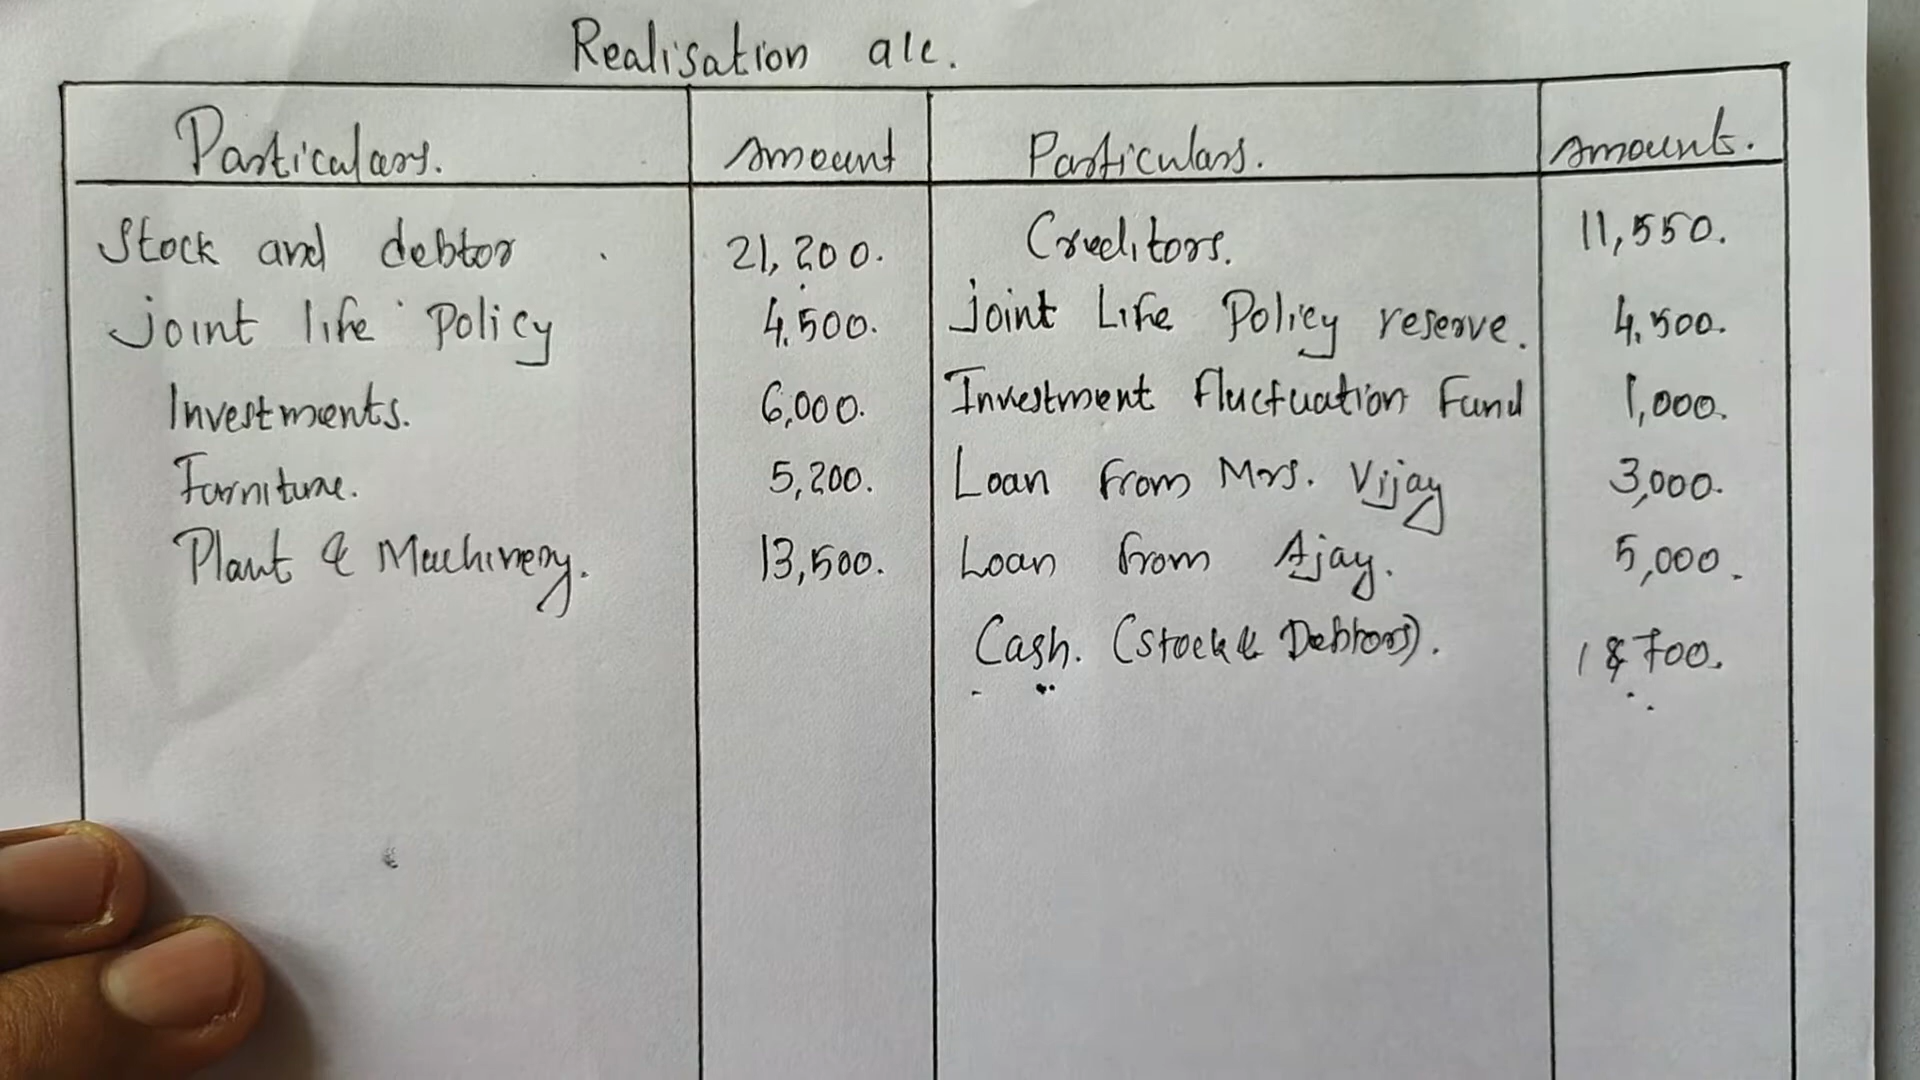 Realisation a/c.
Particulars. Amount Particulars. Amounts.
Stock and debtor 21,200. Creditors. 11,550.
Joint life policy 4,500. Joint Life Policy reserve. 4,500.
Investments. 6,000. Investment Fluctuation Fund 1,000.
Furniture. 5,200. Loan from Mrs. Vijay 3,000.
Plant & Machinery. 13,500. Loan from Ajay. 5,000.
Cash. (Stock & Debtors). 18700.